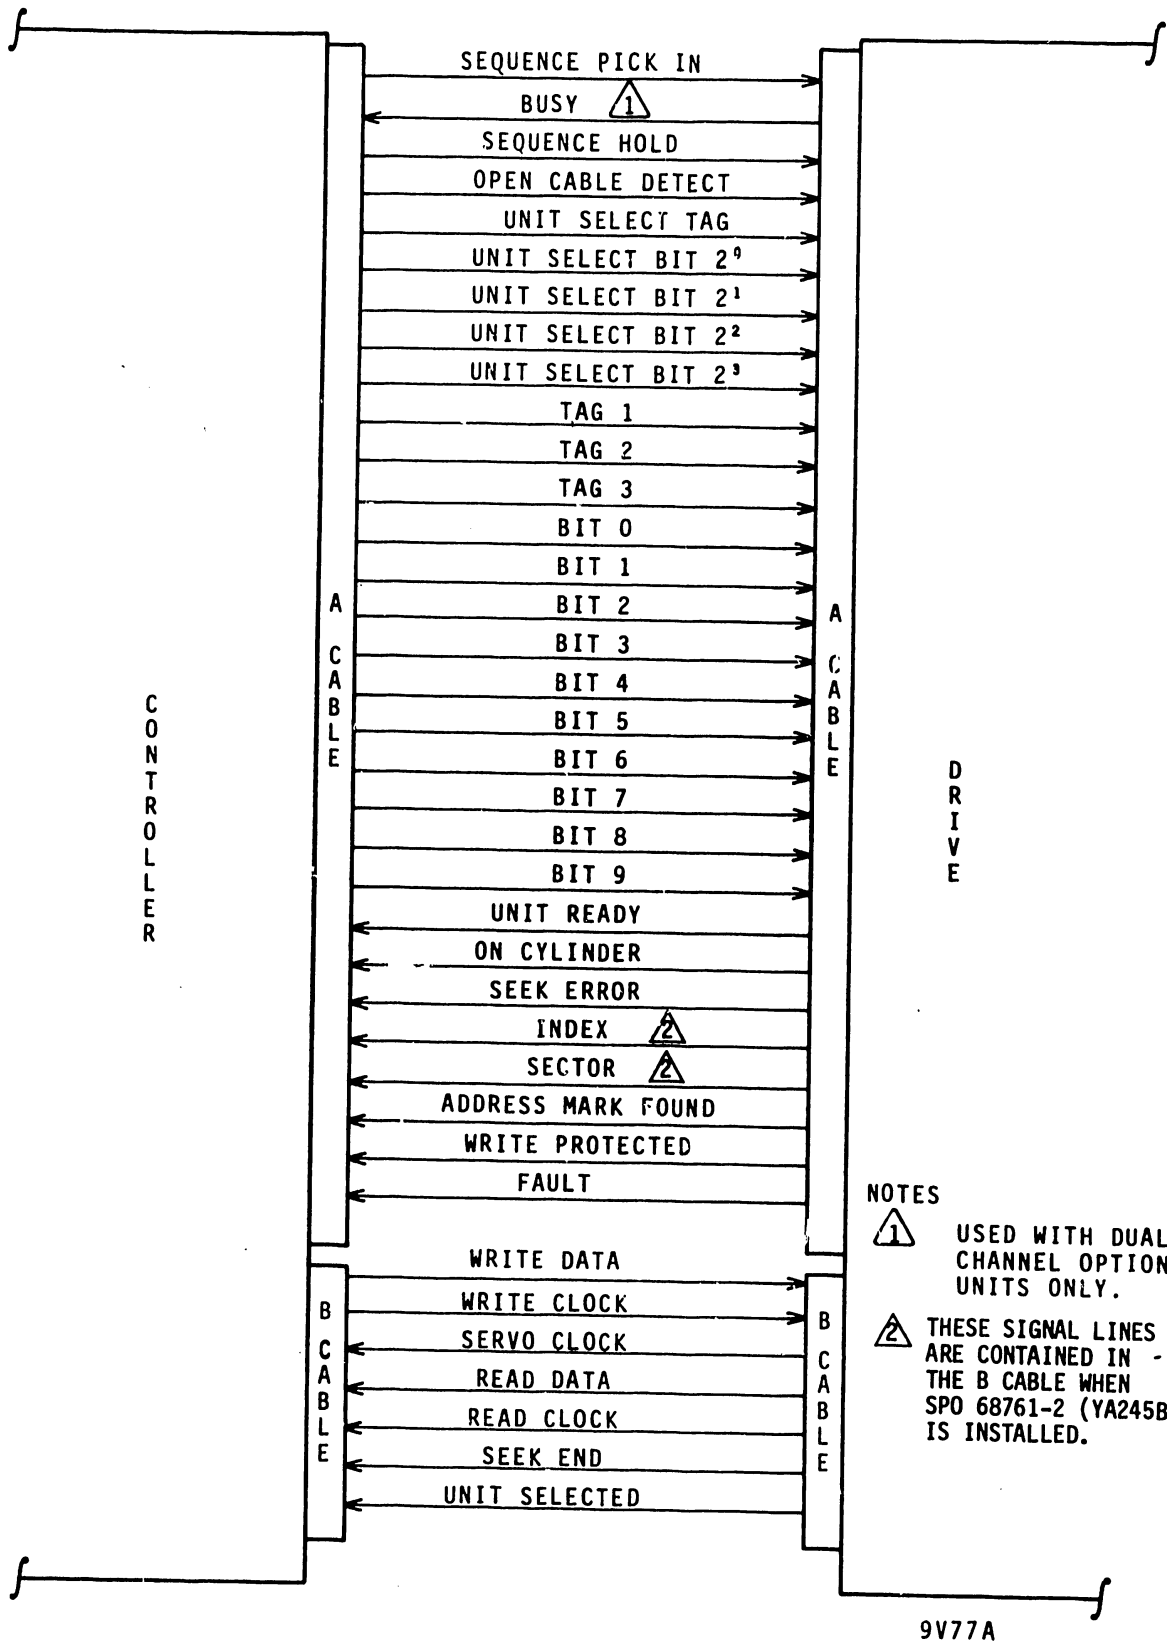 SEQUENCE PICK IN
BUSY 1
SEQUENCE HOLD
OPEN CABLE DETECT
UNIT SELECT TAG
UNIT SELECT BIT 2⁰
UNIT SELECT BIT 2¹
UNIT SELECT BIT 2²
UNIT SELECT BIT 2³
TAG 1
TAG 2
TAG 3
BIT 0
BIT 1
BIT 2
BIT 3
BIT 4
BIT 5
BIT 6
BIT 7
BIT 8
BIT 9
UNIT READY
ON CYLINDER
SEEK ERROR
INDEX 2
SECTOR 2
ADDRESS MARK FOUND
WRITE PROTECTED
FAULT
WRITE DATA
WRITE CLOCK
SERVO CLOCK
READ DATA
READ CLOCK
SEEK END
UNIT SELECTED
CONTROLLER
A CABLE
B CABLE
A CABLE
B CABLE
DRIVE
NOTES
1 USED WITH DUAL
CHANNEL OPTION
UNITS ONLY.
2 THESE SIGNAL LINES
ARE CONTAINED IN
THE B CABLE WHEN
SPO 68761-2 (YA245B
IS INSTALLED.
9V77A